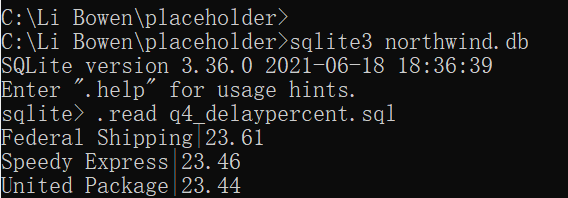 C:\Li Bowen\placeholder>
C:\Li Bowen\placeholder>sqlite3 northwind.db
SQLite version 3.36.0 2021-06-18 18:36:39
Enter ".help" for usage hints.
sqlite> .read q4_delaypercent.sql
Federal Shipping|23.61
Speedy Express|23.46
United Package|23.44